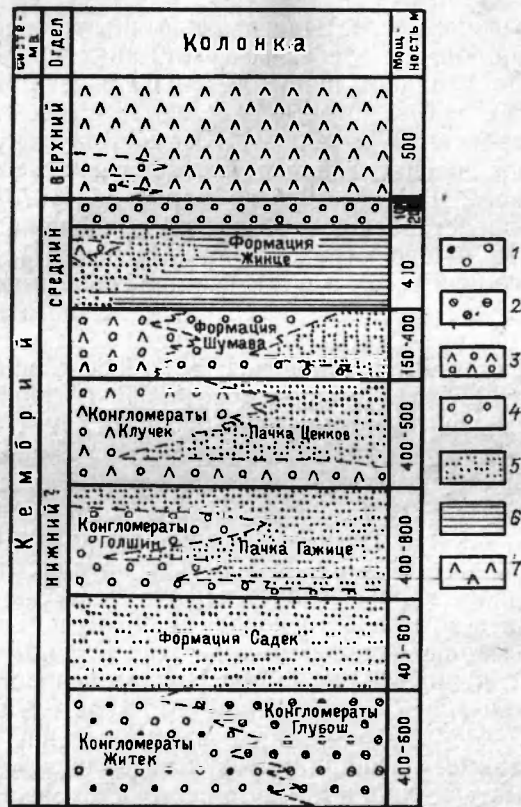 Систе-
ма
Отдел
Колонка
Мощ-
ность м
Кембрий
ВЕРХНИЙ
500
СРЕДНИЙ
Формация
Жинце
410
Формация
Шумава
150-400
НИЖНИЙ?
Конгломераты
Клучек
Пачка Ценков
400-500
Конгломераты
Голшин
Пачка Гажице
400-800
Формация Садек
401-600
Конгломераты
Глубош
Конгломераты
Житек
400-600
1
2
3
4
5
6
7